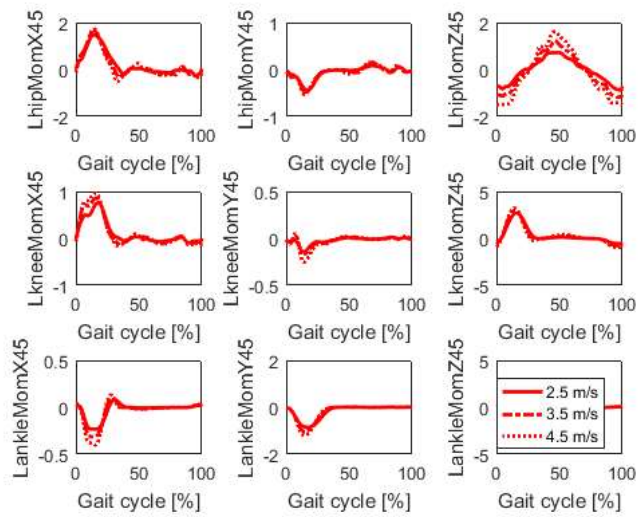 LhipMomX45
2
0
-2
0 50 100
Gait cycle [%]
LhipMomY45
1
0
-1
0 50 100
Gait cycle [%]
LhipMomZ45
2
0
-2
0 50 100
Gait cycle [%]
LkneeMomX45
1
0
-1
0 50 100
Gait cycle [%]
LkneeMomY45
0.5
0
-0.5
0 50 100
Gait cycle [%]
LkneeMomZ45
5
0
-5
0 50 100
Gait cycle [%]
LankleMomX45
0.5
0
-0.5
0 50 100
Gait cycle [%]
LankleMomY45
2
0
-2
0 50 100
Gait cycle [%]
LankleMomZ45
5
0
-5
0 50 100
Gait cycle [%]
2.5 m/s
3.5 m/s
4.5 m/s